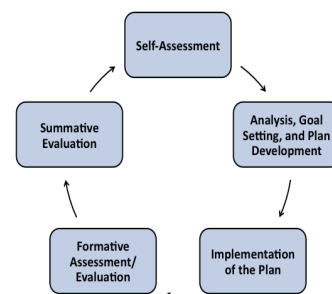 Self-Assessment
Analysis, Goal
Setting, and Plan
Development
Implementation
of the Plan
Formative
Assessment/
Evaluation
Summative
Evaluation